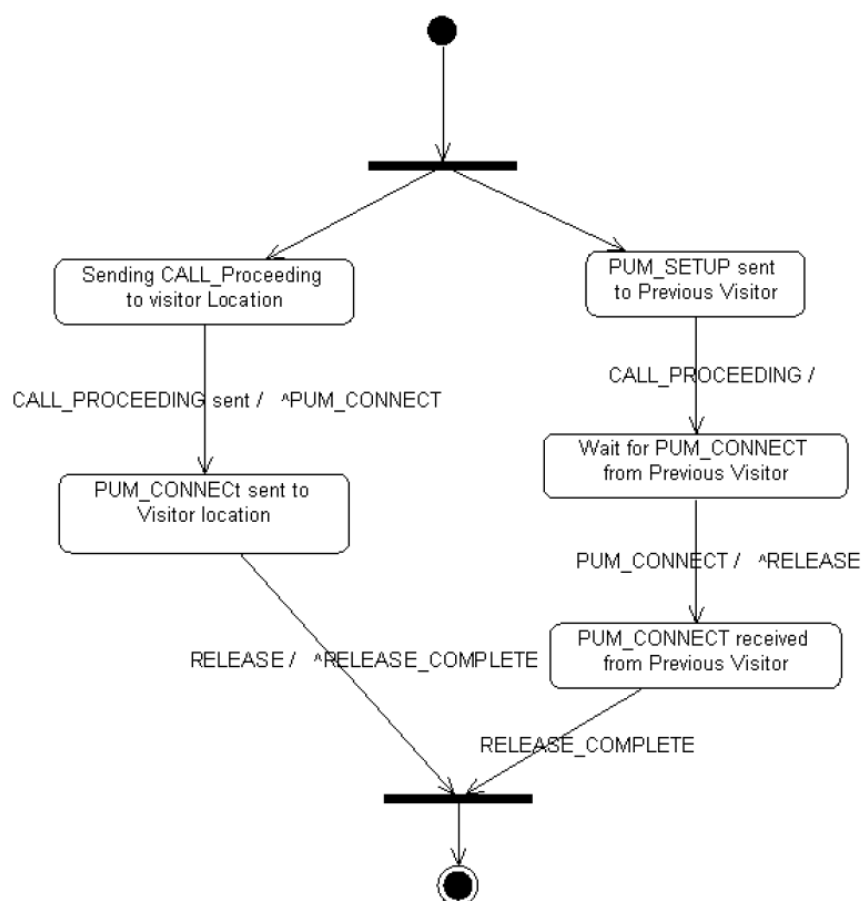 Sending CALL_Proceeding
to visitor Location
PUM_SETUP sent
to Previous Visitor
CALL_PROCEEDING sent / ^PUM_CONNECT
CALL_PROCEEDING /
Wait for PUM_CONNECT
from Previous Visitor
PUM_CONNECt sent to
Visitor location
PUM_CONNECT / ^RELEASE
PUM_CONNECT received
from Previous Visitor
RELEASE / ^RELEASE_COMPLETE
RELEASE_COMPLETE